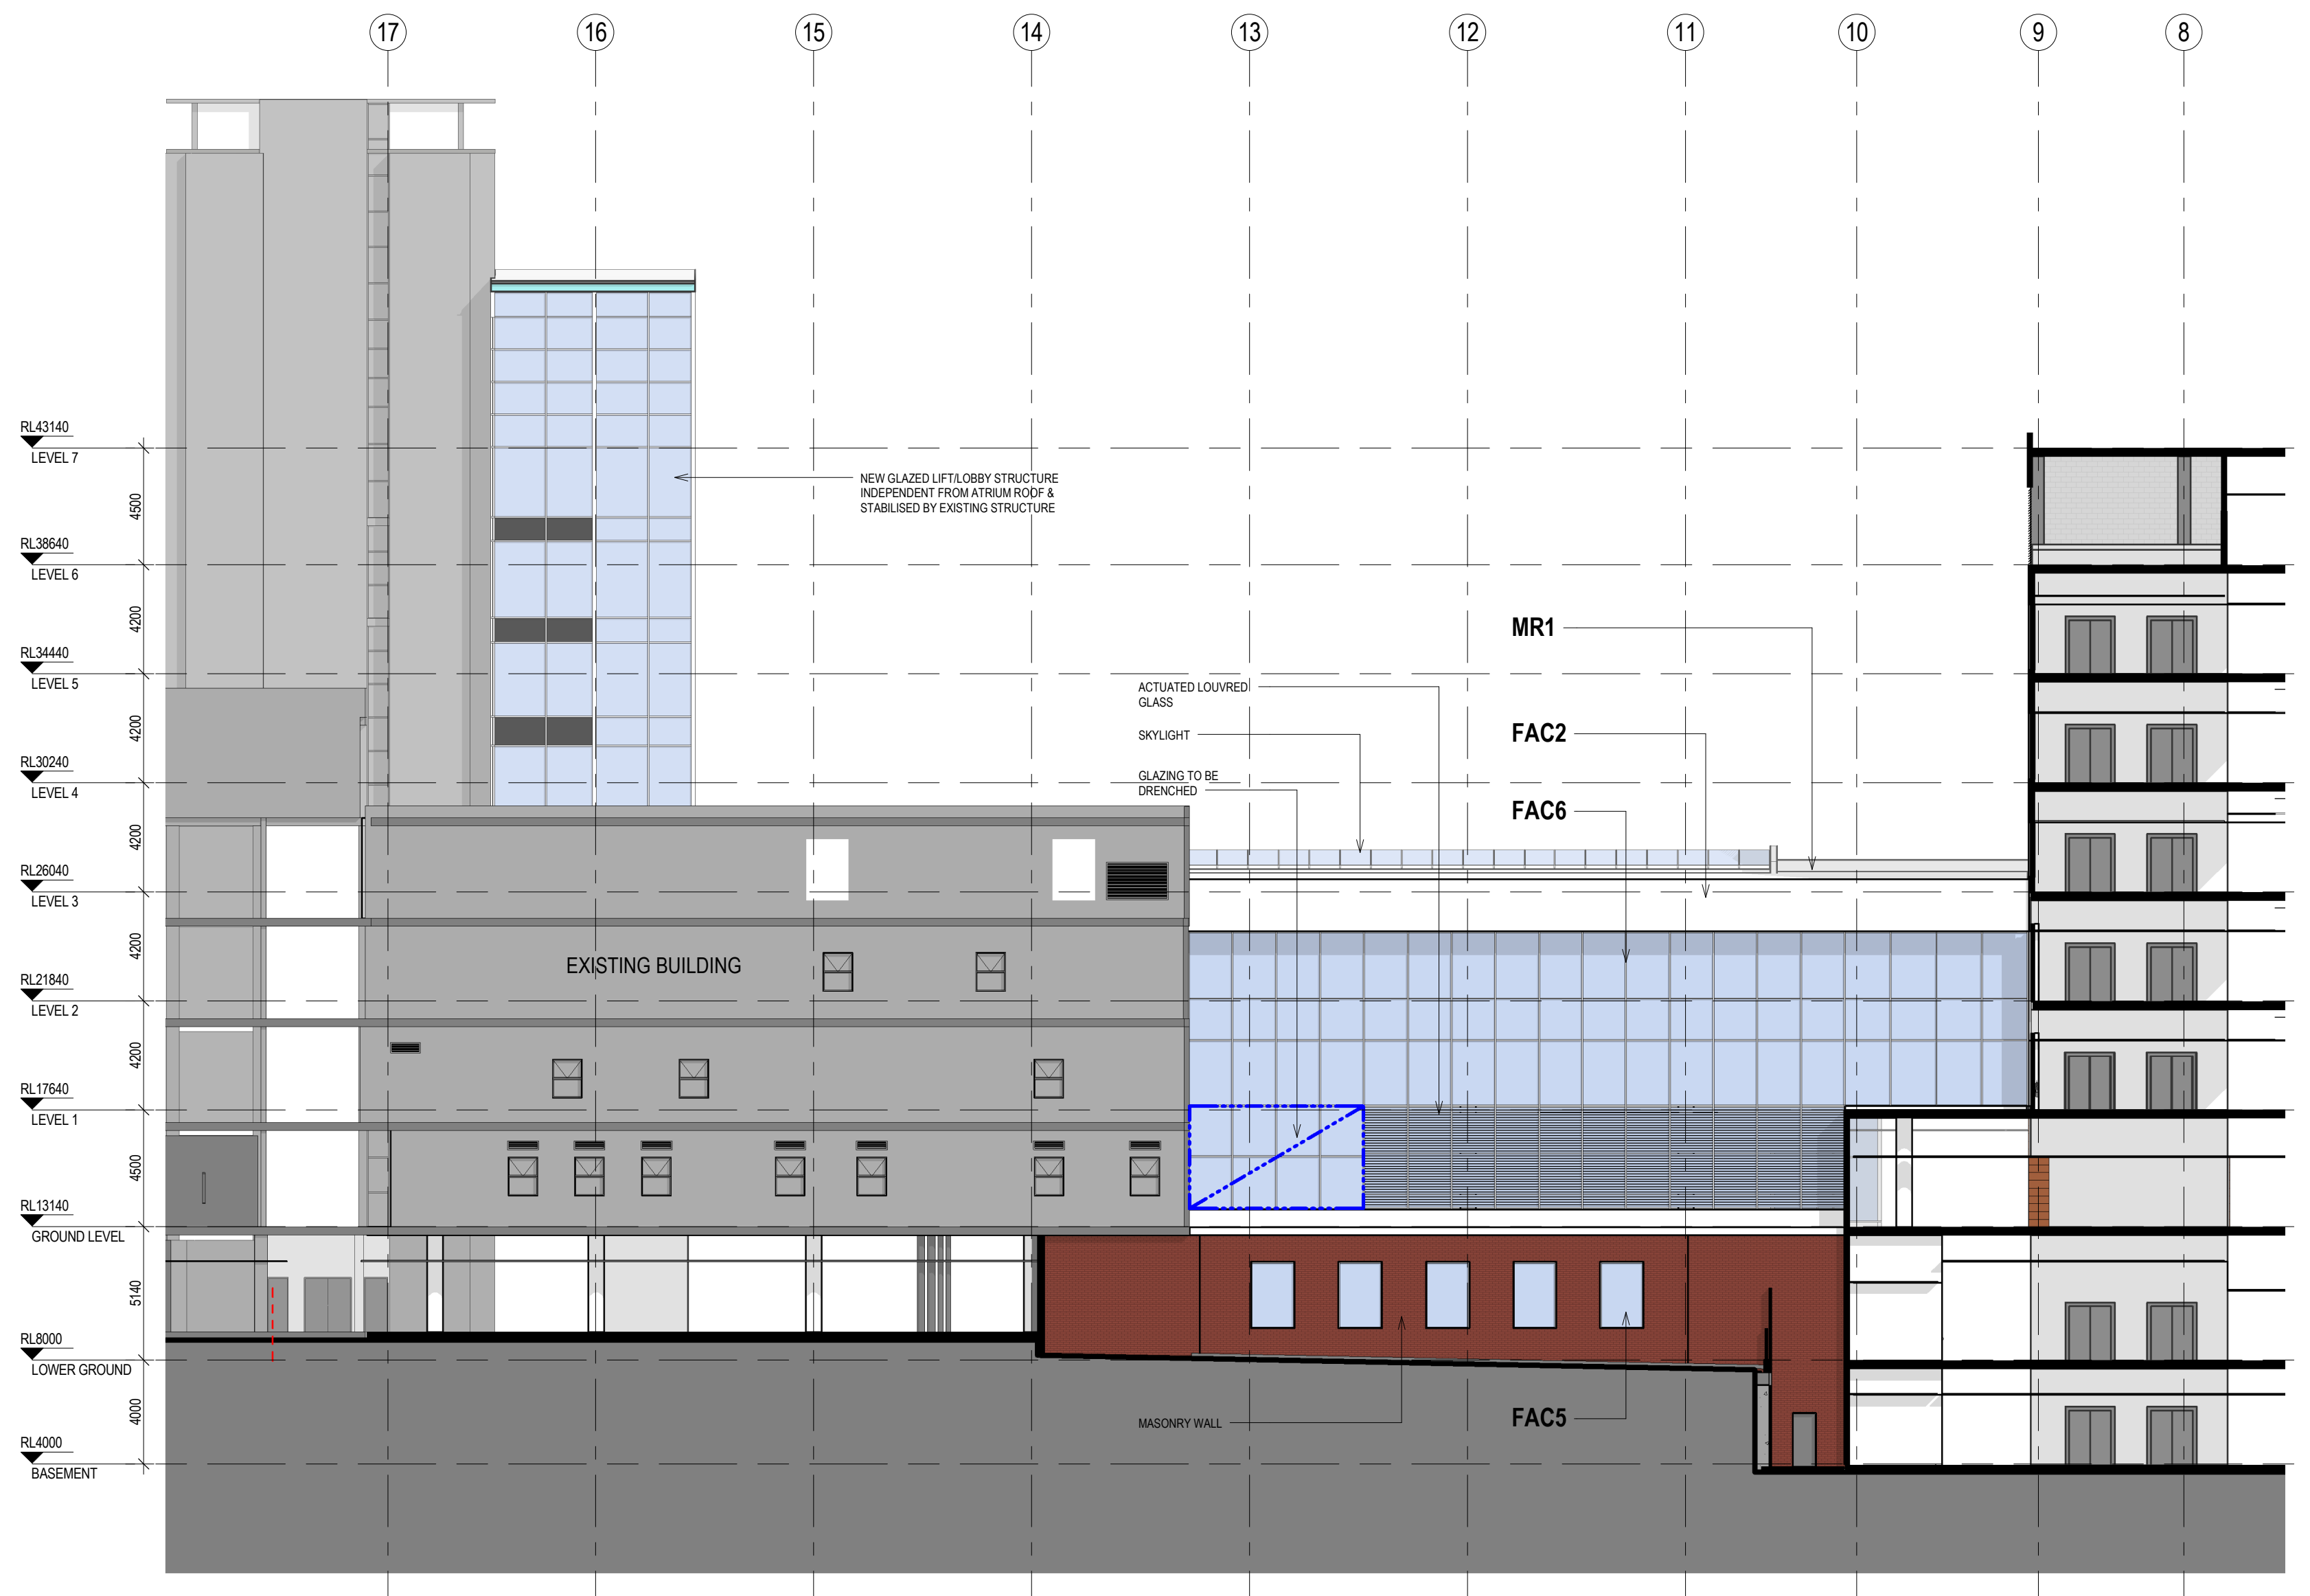 17 16 15 14 13 12 11 10 9 8
RL43140
LEVEL 7
4500
NEW GLAZED LIFT/LOBBY STRUCTURE
INDEPENDENT FROM ATRIUM ROOF &
STABILISED BY EXISTING STRUCTURE
RL38640
LEVEL 6
4200
MR1
RL34440
LEVEL 5
ACTUATED LOUVRED
GLASS
4200
SKYLIGHT
FAC2
RL30240
LEVEL 4
GLAZING TO BE
DRENCHED
FAC6
4200
RL26040
LEVEL 3
4200
EXISTING BUILDING
RL21840
LEVEL 2
4200
RL17640
LEVEL 1
4500
RL13140
GROUND LEVEL
5140
RL8000
LOWER GROUND
4000
MASONRY WALL
FAC5
RL4000
BASEMENT